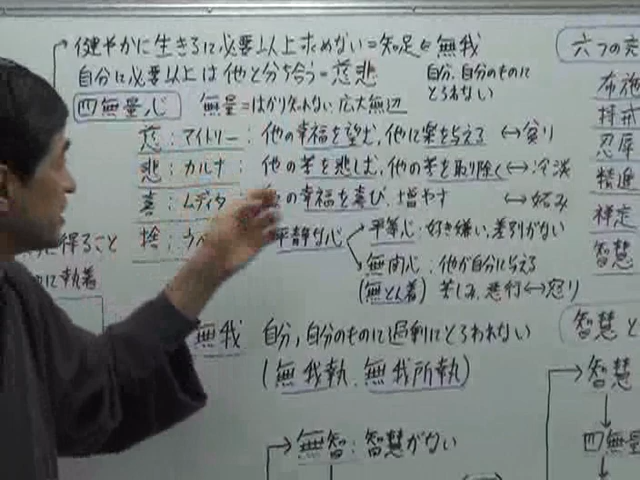 健やかに生きるに必要以上求めない=知足と無我
自分に必要以上は他と分ち合う=慈悲
自分、自分のものに
とらわれない
四無量心 無量=はかり知れない広大無辺
慈:マイトリー:他の幸福を望む、他に楽を与える ↔貪り
悲:カルナ:他の苦を悲しむ、他の苦を取り除く↔冷淡
喜:ムディタ の幸福を喜び、増やす ↔妬み
捨:ウペ 平静な心
平等心:好き嫌い、差別がない
無関心:他が自分に与える
(無とん着) 苦しみ、悪行↔怒り
に得ること
に執着
無我 自分、自分のものに過剰にとらわれない
(無我執、無我所執)
無智:智慧がない
六つの完
布施
持戒
忍辱
精進
禅定
智慧
智慧と
智慧
四無量